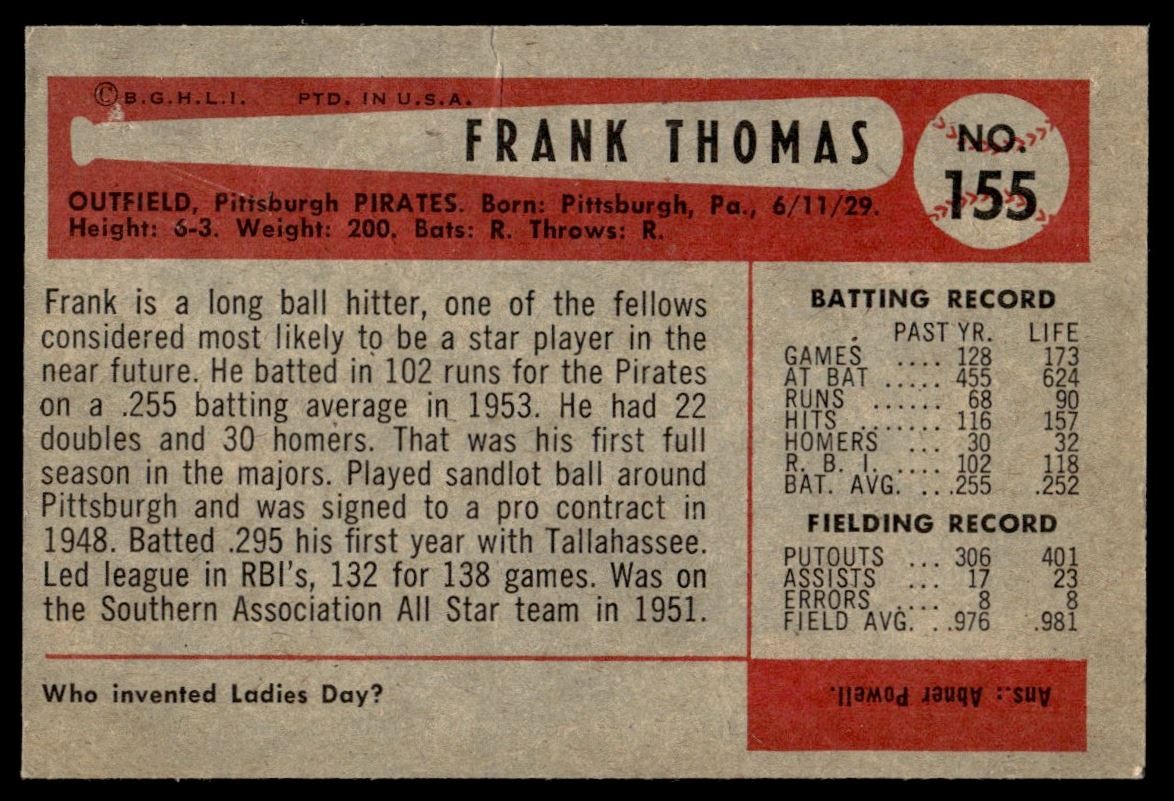 ©B.G.H.L.I. PTD. IN U.S.A.
FRANK THOMAS
NO.
155
OUTFIELD, Pittsburgh PIRATES. Born: Pittsburgh, Pa., 6/11/29.
Height: 6-3. Weight: 200. Bats: R. Throws: R.
Frank is a long ball hitter, one of the fellows
considered most likely to be a star player in the
near future. He batted in 102 runs for the Pirates
on a .255 batting average in 1953. He had 22
doubles and 30 homers. That was his first full
season in the majors. Played sandlot ball around
Pittsburgh and was signed to a pro contract in
1948. Batted .295 his first year with Tallahassee.
Led league in RBI's, 132 for 138 games. Was on
the Southern Association All Star team in 1951.
BATTING RECORD
PAST YR. LIFE
GAMES .... 128 173
AT BAT ..... 455 624
RUNS ...... 68 90
HITS ....... 116 157
HOMERS ... 30 32
R. B. I. .... 102 118
BAT. AVG. ...255 .252
FIELDING RECORD
PUTOUTS ... 306 401
ASSISTS ... 17 23
ERRORS .... 8 8
FIELD AVG. ..976 .981
Who invented Ladies Day?
Ans.: Abner Powell.